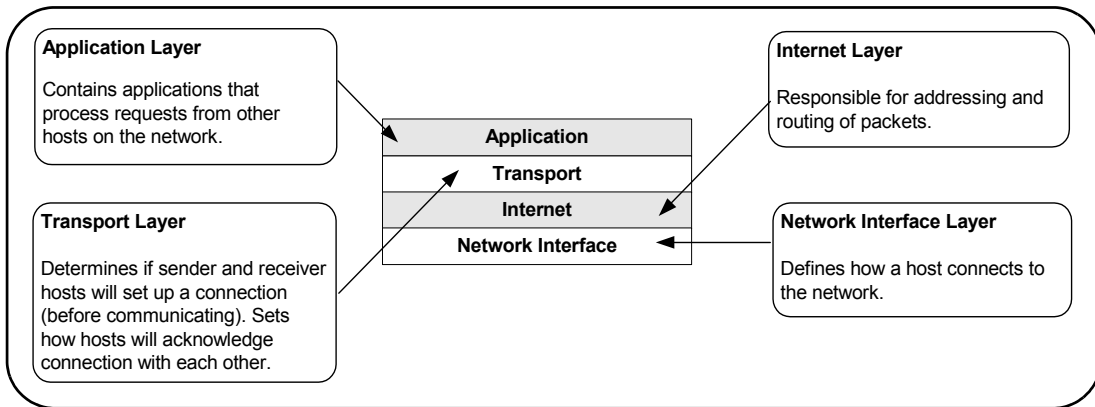 Application Layer
Contains applications that
process requests from other
hosts on the network.
Transport Layer
Determines if sender and receiver
hosts will set up a connection
(before communicating). Sets
how hosts will acknowledge
connection with each other.
Application
Transport
Internet
Network Interface
Internet Layer
Responsible for addressing and
routing of packets.
Network Interface Layer
Defines how a host connects to
the network.